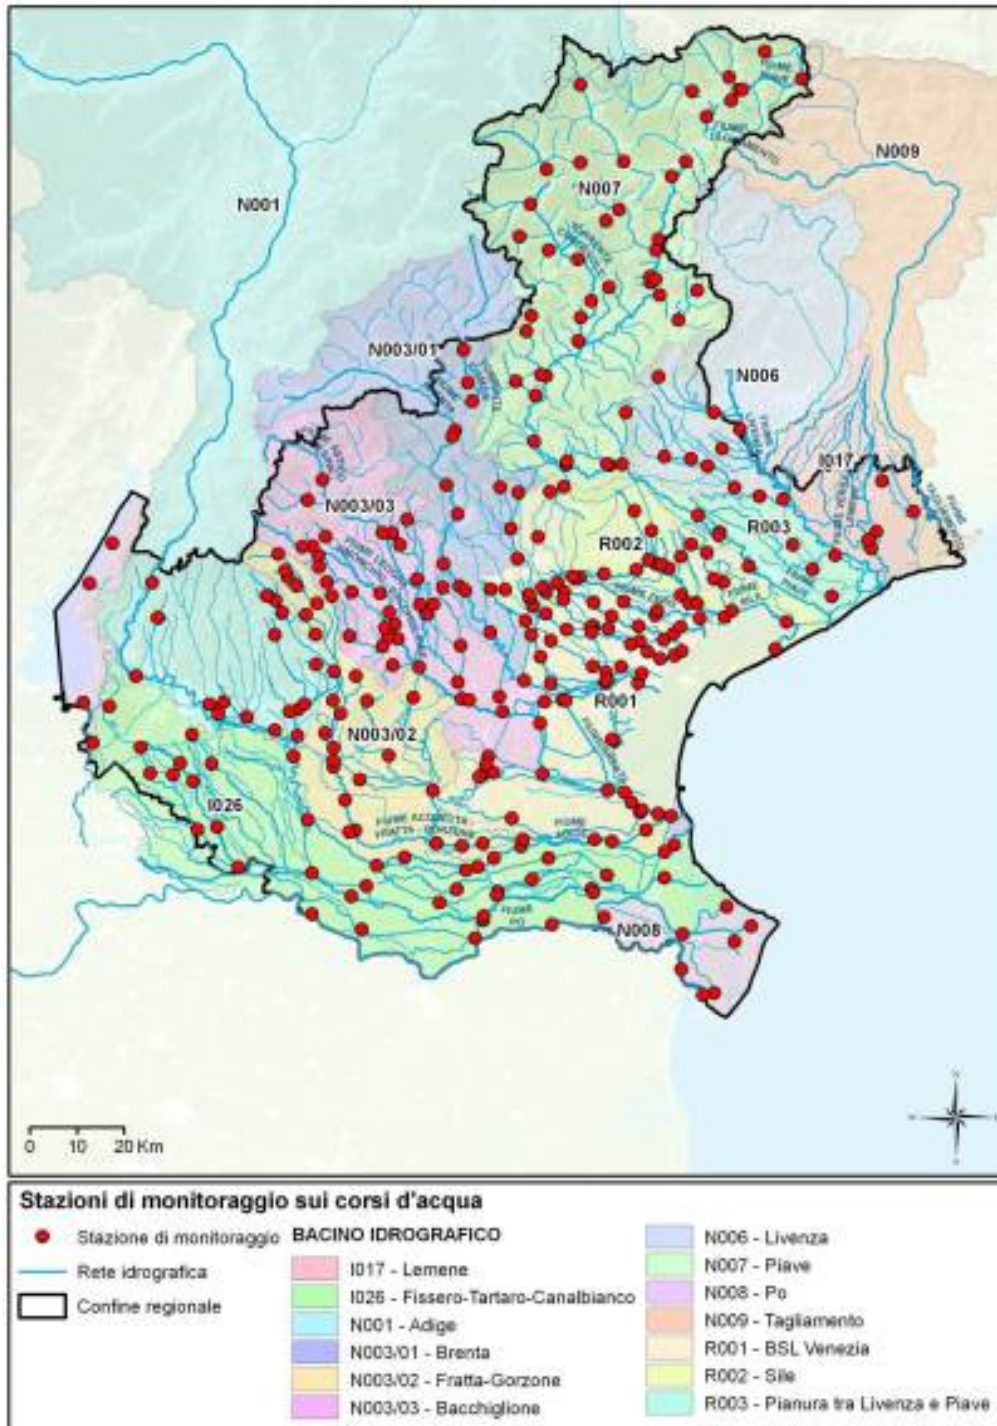 N009
N001
N007
N003/01
N006
I017
N003/03
R003
R002
R001
N003/02
I026
FIUME
PO
N008
0 10 20 Km
Stazioni di monitoraggio sui corsi d'acqua
Stazione di monitoraggio
Rete idrografica
Confine regionale
BACINO IDROGRAFICO
I017 - Lemene
I026 - Fissero-Tartaro-Canalbianco
N001 - Adige
N003/01 - Brenta
N003/02 - Fratta-Gorzone
N003/03 - Bacchiglione
N006 - Livenza
N007 - Piave
N008 - Po
N009 - Tagliamento
R001 - BSL Venezia
R002 - Sile
R003 - Pianura tra Livenza e Piave